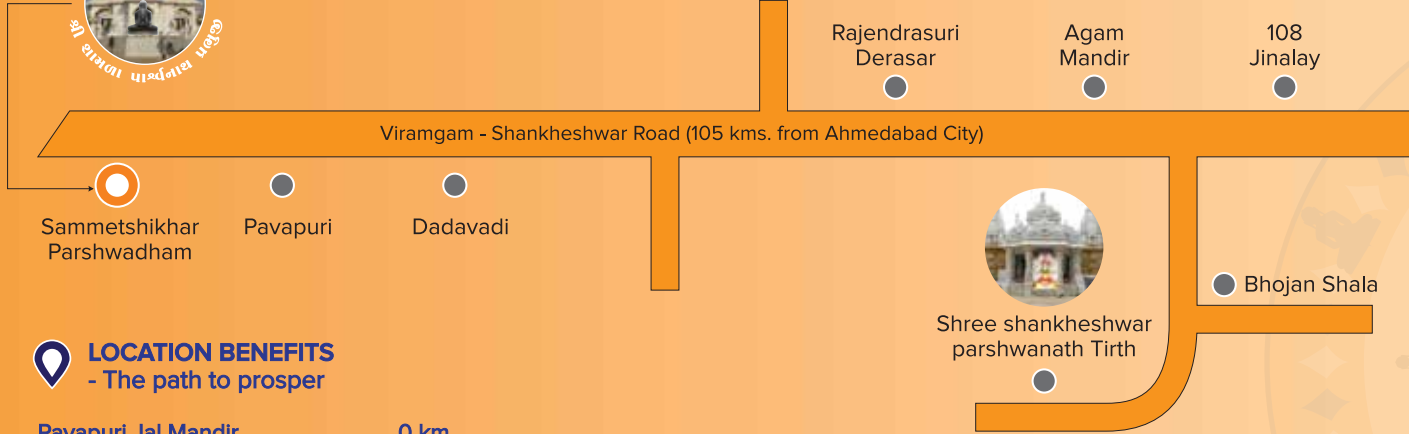 Rajendrasuri
Derasar
Agam
Mandir
108
Jinalay
Viramgam - Shankheshwar Road (105 kms. from Ahmedabad City)
Sammetshikhar
Parshwadham
Pavapuri
Dadavadi
Bhojan Shala
Shree shankheshwar
parshwanath Tirth
LOCATION BENEFITS
- The path to prosper
Pavapuri Jal Mandir 0 km